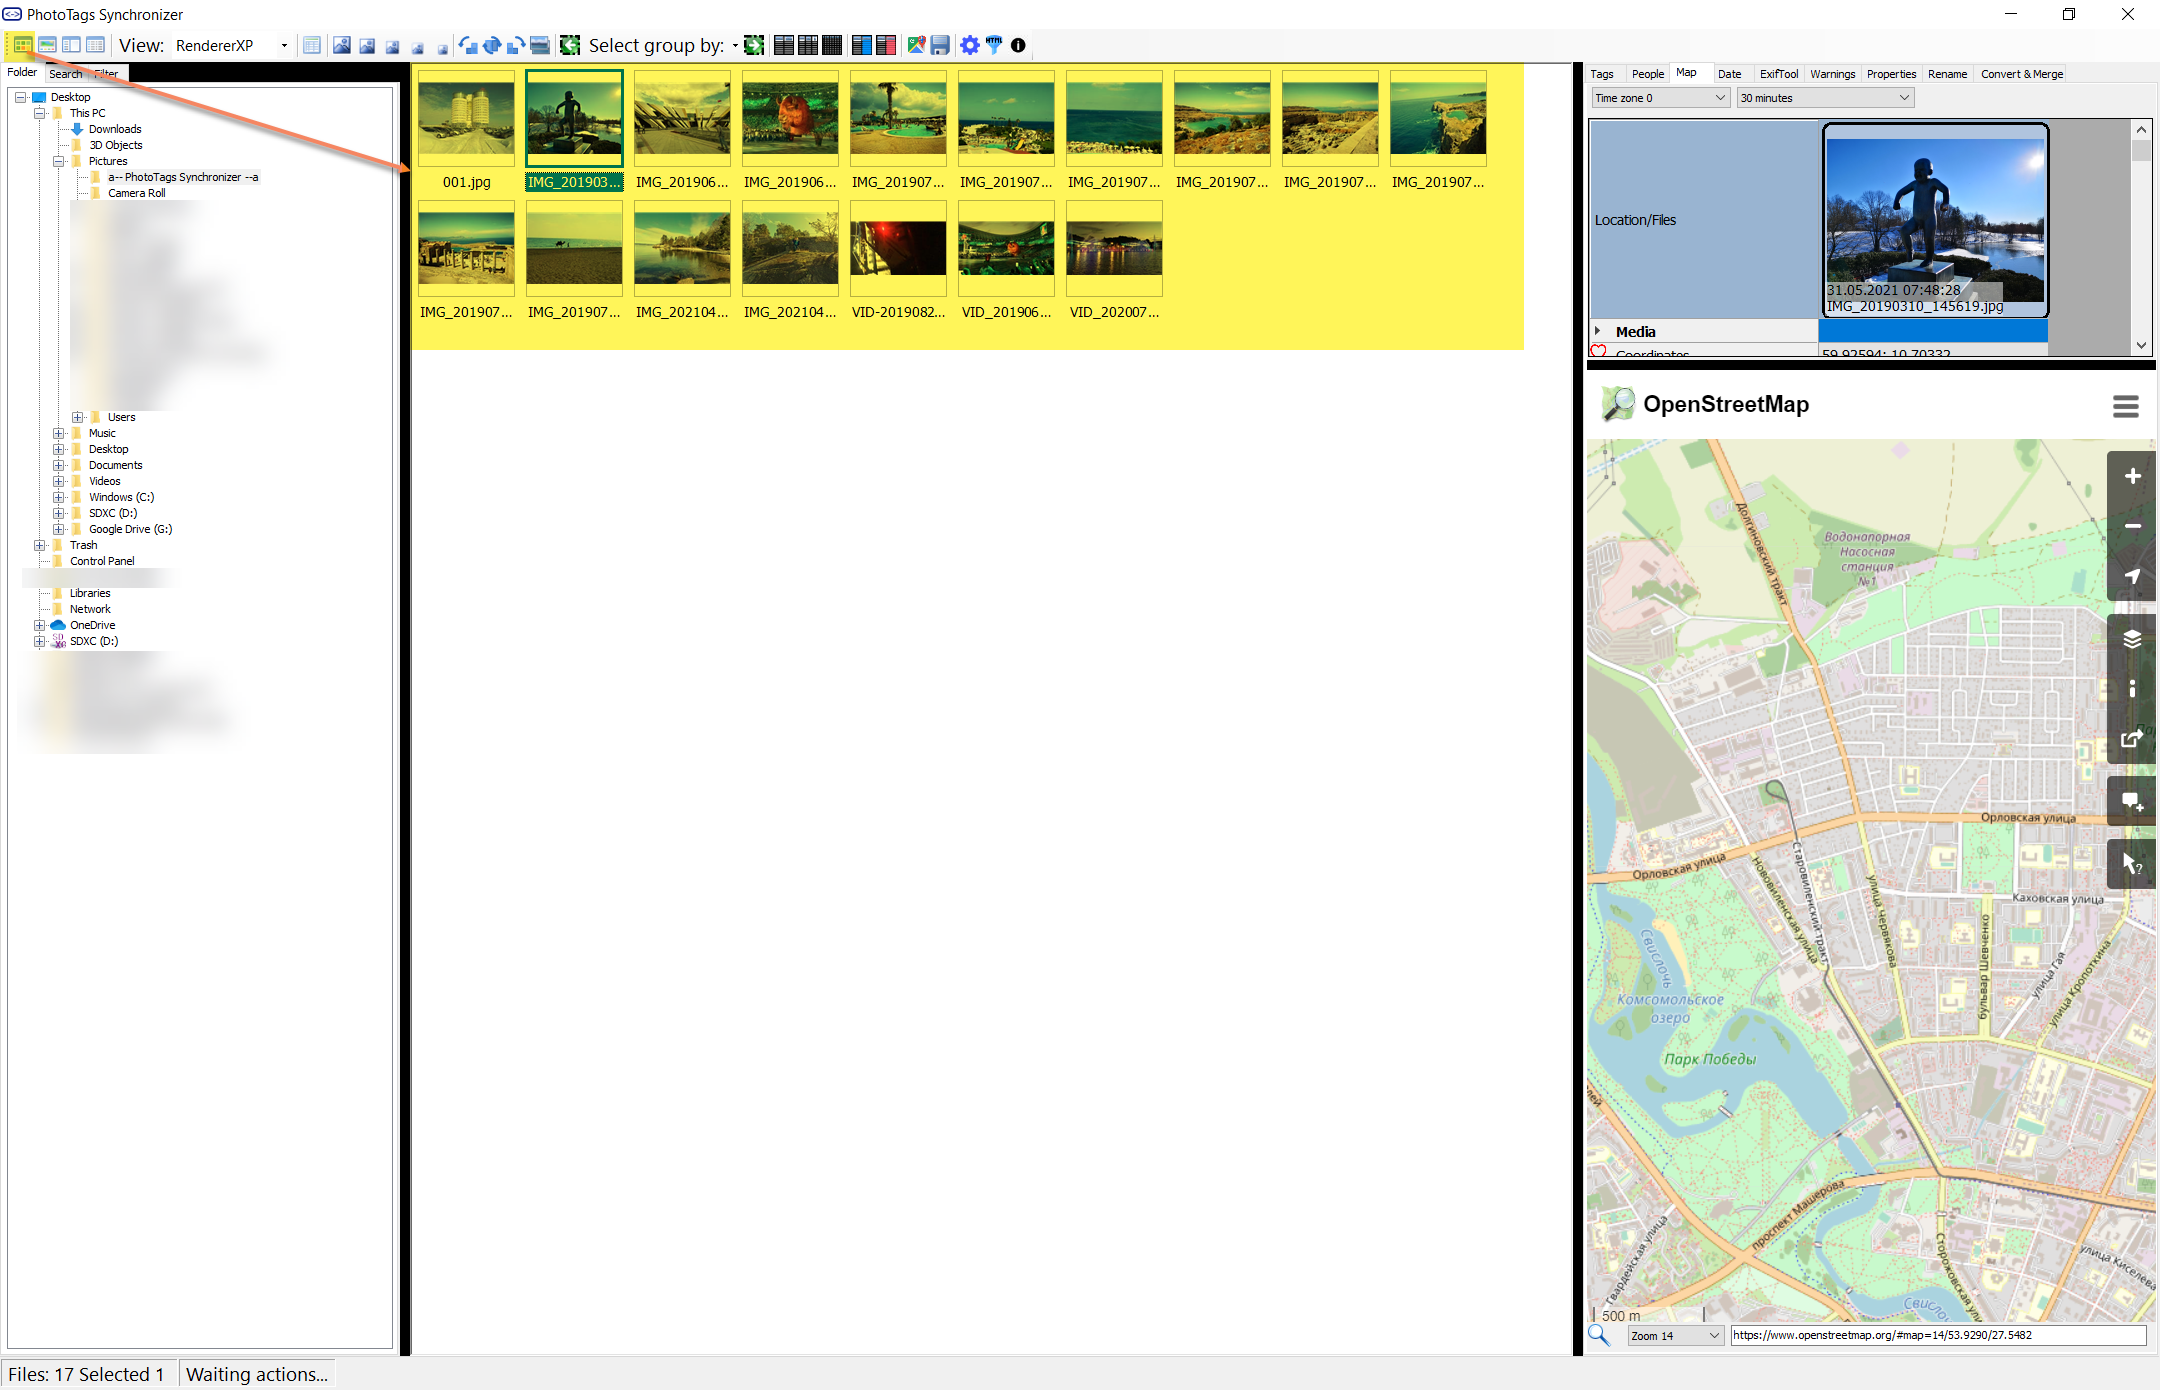 PhotoTags Synchronizer
View: RendererXP
Select group by:
HTML
Folder Search Filter
Desktop
This PC
Downloads
3D Objects
Pictures
a-- PhotoTags Synchronizer --a
Camera Roll
Users
Music
Desktop
Documents
Videos
Windows (C:)
SDXC (D:)
Google Drive (G:)
Trash
Control Panel
Libraries
Network
OneDrive
SDXC (D:)
001.jpg IMG_201903... IMG_201906... IMG_201906... IMG_201907... IMG_201907... IMG_201907... IMG_201907... IMG_201907... IMG_201907...
IMG_201907... IMG_201907... IMG_202104... IMG_202104... VID-2019082... VID_201906... VID_202007...
Tags People Map Date ExifTool Warnings Properties Rename Convert & Merge
Time zone 0 30 minutes
Location/Files
31.05.2021 07:48:28
IMG_20190310_145619.jpg
Media
Coordinates 59.92594; 10.70332
OpenStreetMap
Долгиновский тракт
Водонапорная
Насосная
станция
№1
Орловская улица
Орловская улица
Старовиленский тракт
Нововиленская улица
улица Червякова
Каховская улица
бульвар Шевченко
улица Гая
улица Кропоткина
Свислочь
Комсомольское
озеро
Парк Победы
проспект Машерова
Гвардейская улица
Сторожовская ул
улица Киселёва
Свислоч
500 m
Zoom 14 https://www.openstreetmap.org/#map=14/53.9290/27.5482
Files: 17 Selected 1 Waiting actions...